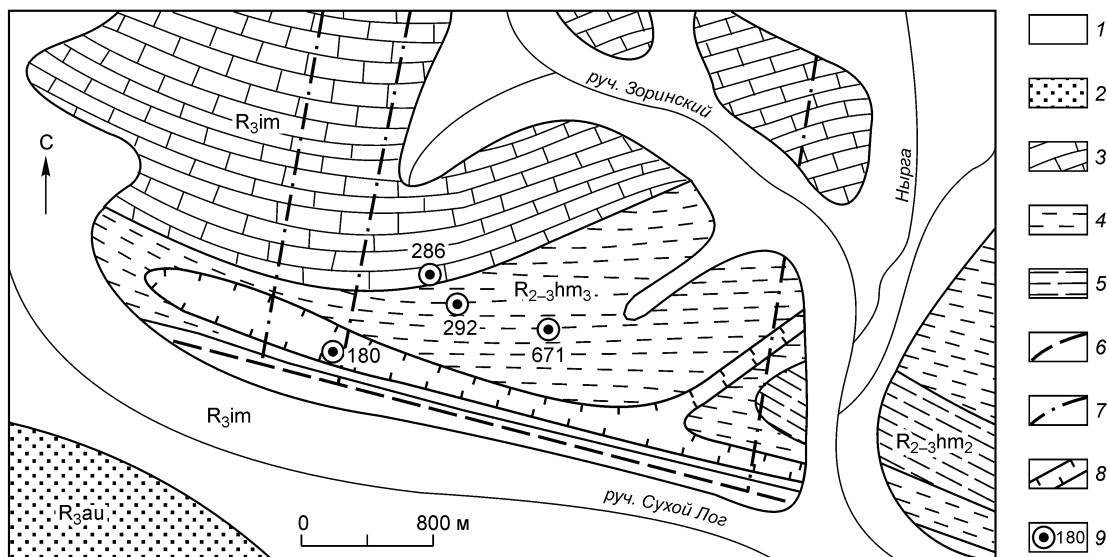 С
R₃im
руч. Зоринский
Нырга
286
R₂₋₃hm₃
292
671
180
R₃im
R₂₋₃hm₂
R₃au
0 800 м
руч. Сухой Лог
1
2
3
4
5
6
7
8
180 9